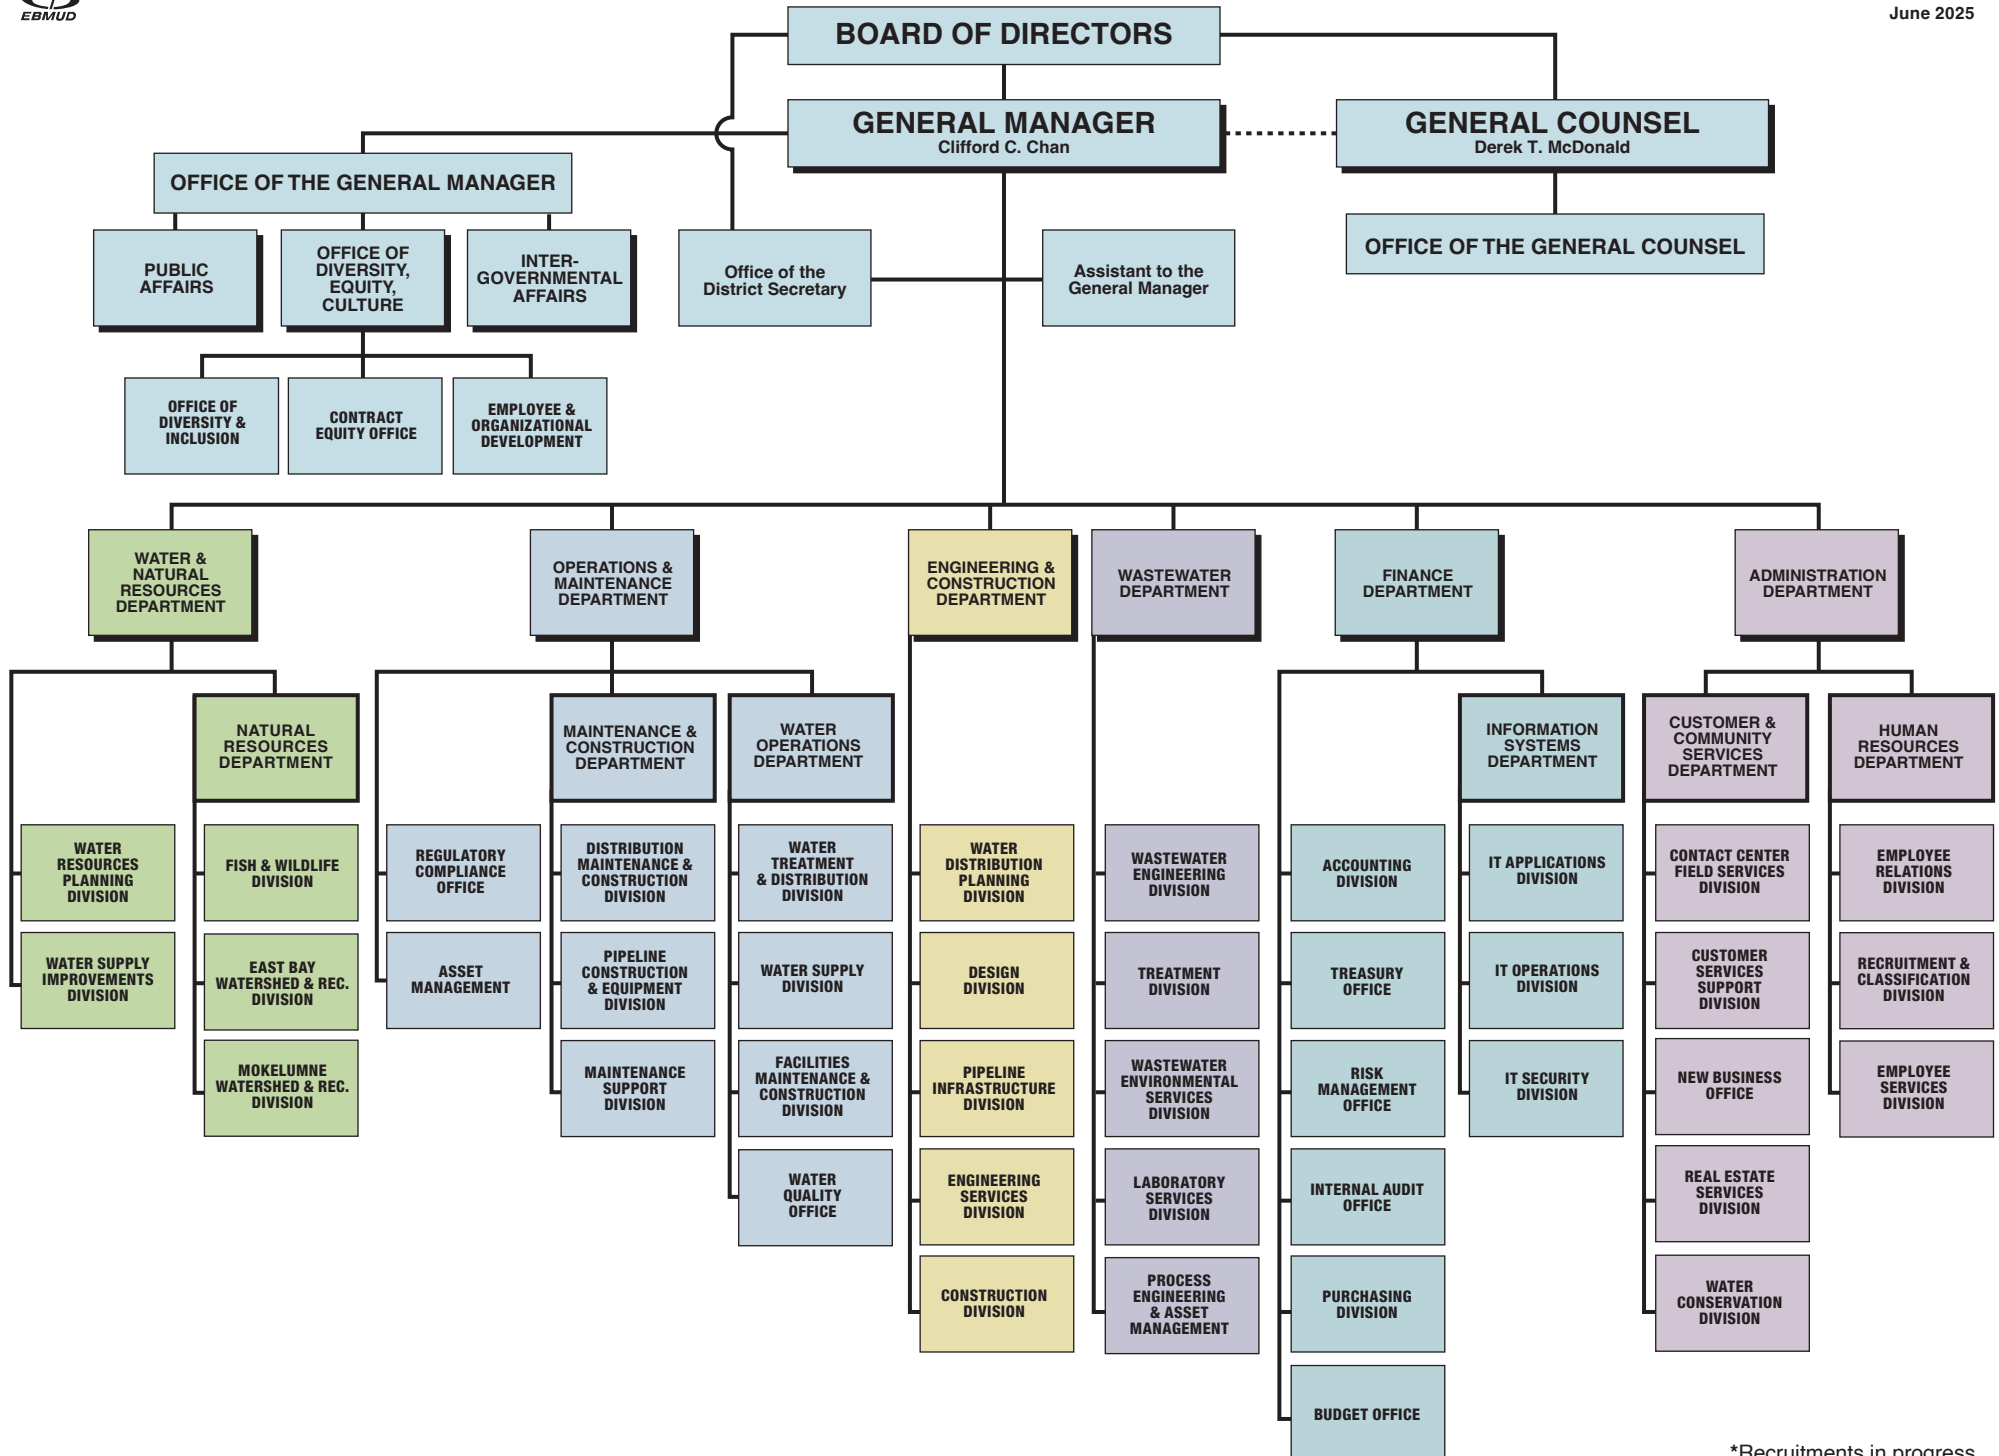 EBMUD
June 2025
BOARD OF DIRECTORS
GENERAL MANAGER
Clifford C. Chan
GENERAL COUNSEL
Derek T. McDonald
OFFICE OF THE GENERAL MANAGER
OFFICE OF THE GENERAL COUNSEL
PUBLIC
AFFAIRS
OFFICE OF
DIVERSITY,
EQUITY,
CULTURE
INTER-
GOVERNMENTAL
AFFAIRS
Office of the
District Secretary
Assistant to the
General Manager
OFFICE OF
DIVERSITY &
INCLUSION
CONTRACT
EQUITY OFFICE
EMPLOYEE &
ORGANIZATIONAL
DEVELOPMENT
WATER &
NATURAL
RESOURCES
DEPARTMENT
OPERATIONS &
MAINTENANCE
DEPARTMENT
ENGINEERING &
CONSTRUCTION
DEPARTMENT
WASTEWATER
DEPARTMENT
FINANCE
DEPARTMENT
ADMINISTRATION
DEPARTMENT
NATURAL
RESOURCES
DEPARTMENT
MAINTENANCE &
CONSTRUCTION
DEPARTMENT
WATER
OPERATIONS
DEPARTMENT
INFORMATION
SYSTEMS
DEPARTMENT
CUSTOMER &
COMMUNITY
SERVICES
DEPARTMENT
HUMAN
RESOURCES
DEPARTMENT
WATER
RESOURCES
PLANNING
DIVISION
FISH & WILDLIFE
DIVISION
REGULATORY
COMPLIANCE
OFFICE
DISTRIBUTION
MAINTENANCE &
CONSTRUCTION
DIVISION
WATER
TREATMENT
& DISTRIBUTION
DIVISION
WATER
DISTRIBUTION
PLANNING
DIVISION
WASTEWATER
ENGINEERING
DIVISION
ACCOUNTING
DIVISION
IT APPLICATIONS
DIVISION
CONTACT CENTER
FIELD SERVICES
DIVISION
EMPLOYEE
RELATIONS
DIVISION
WATER SUPPLY
IMPROVEMENTS
DIVISION
EAST BAY
WATERSHED & REC.
DIVISION
ASSET
MANAGEMENT
PIPELINE
CONSTRUCTION
& EQUIPMENT
DIVISION
WATER SUPPLY
DIVISION
DESIGN
DIVISION
TREATMENT
DIVISION
TREASURY
OFFICE
IT OPERATIONS
DIVISION
CUSTOMER
SERVICES
SUPPORT
DIVISION
RECRUITMENT &
CLASSIFICATION
DIVISION
MOKELUMNE
WATERSHED & REC.
DIVISION
MAINTENANCE
SUPPORT
DIVISION
FACILITIES
MAINTENANCE &
CONSTRUCTION
DIVISION
PIPELINE
INFRASTRUCTURE
DIVISION
WASTEWATER
ENVIRONMENTAL
SERVICES
DIVISION
RISK
MANAGEMENT
OFFICE
IT SECURITY
DIVISION
NEW BUSINESS
OFFICE
EMPLOYEE
SERVICES
DIVISION
WATER
QUALITY
OFFICE
ENGINEERING
SERVICES
DIVISION
LABORATORY
SERVICES
DIVISION
INTERNAL AUDIT
OFFICE
REAL ESTATE
SERVICES
DIVISION
CONSTRUCTION
DIVISION
PROCESS
ENGINEERING
& ASSET
MANAGEMENT
PURCHASING
DIVISION
WATER
CONSERVATION
DIVISION
BUDGET OFFICE
*Recruitments in progress